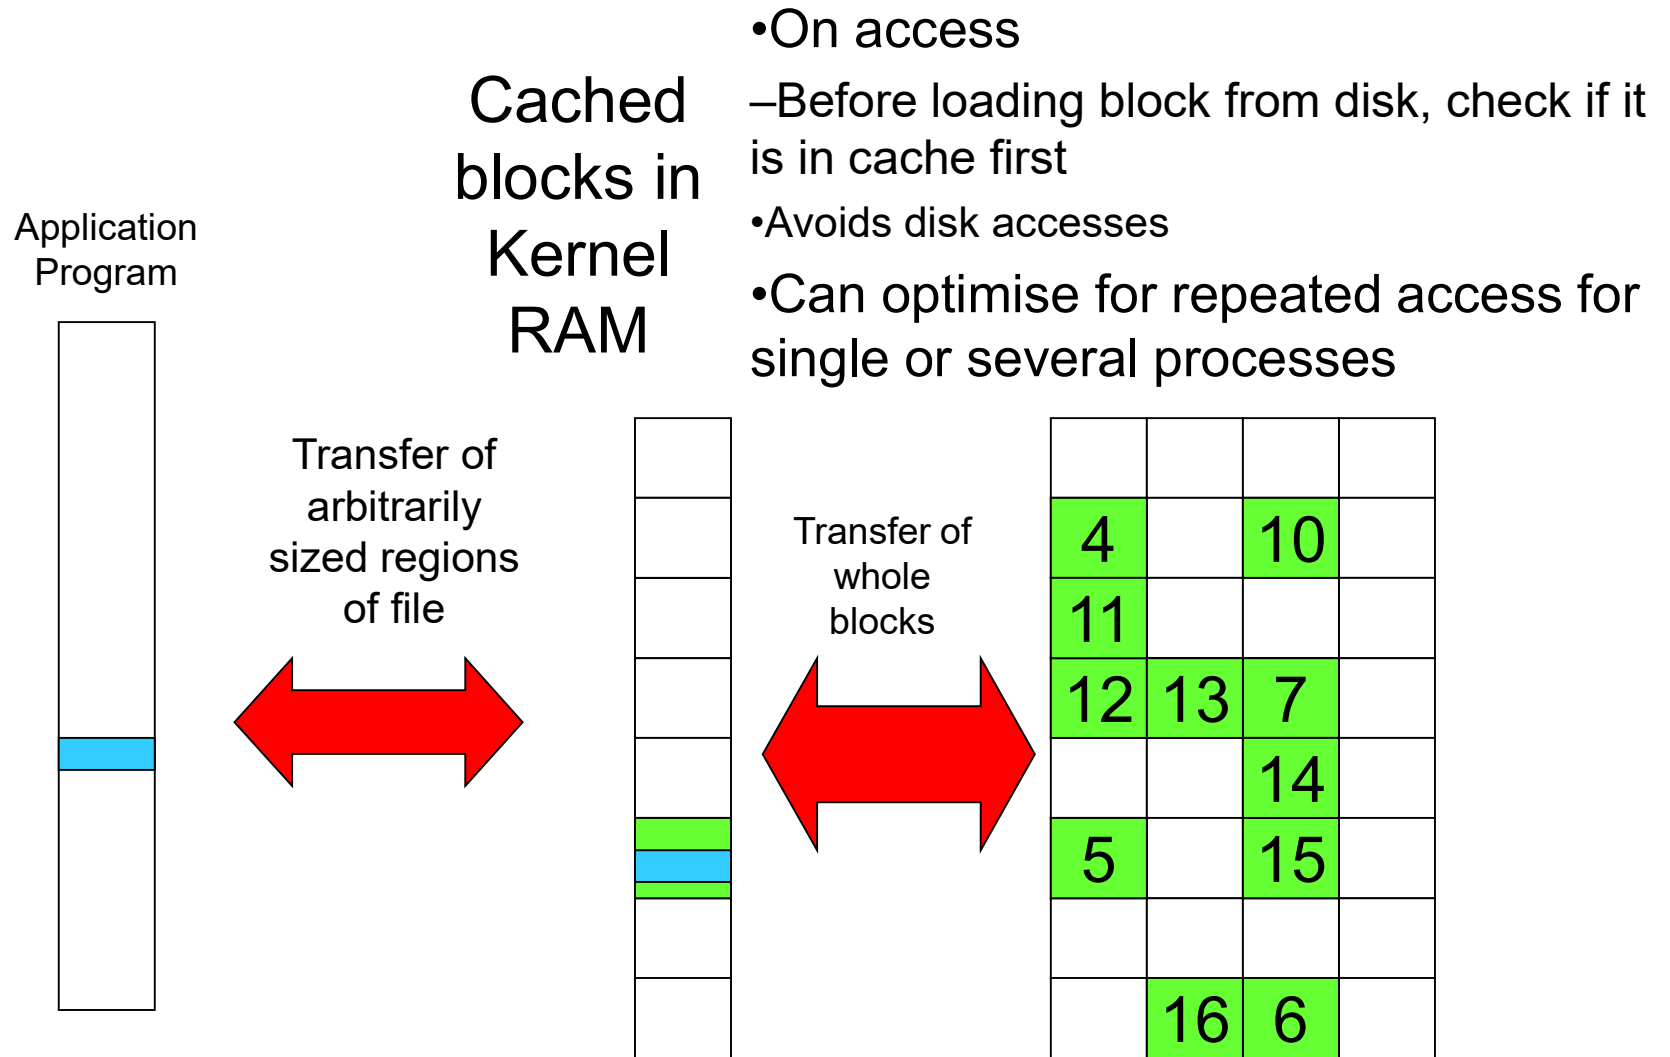 •On access
–Before loading block from disk, check if it
is in cache first
•Avoids disk accesses
•Can optimise for repeated access for
single or several processes
Cached
blocks in
Kernel
RAM
Application
Program
Transfer of
arbitrarily
sized regions
of file
Transfer of
whole
blocks
4 10
11
12 13 7
14
5 15
16 6